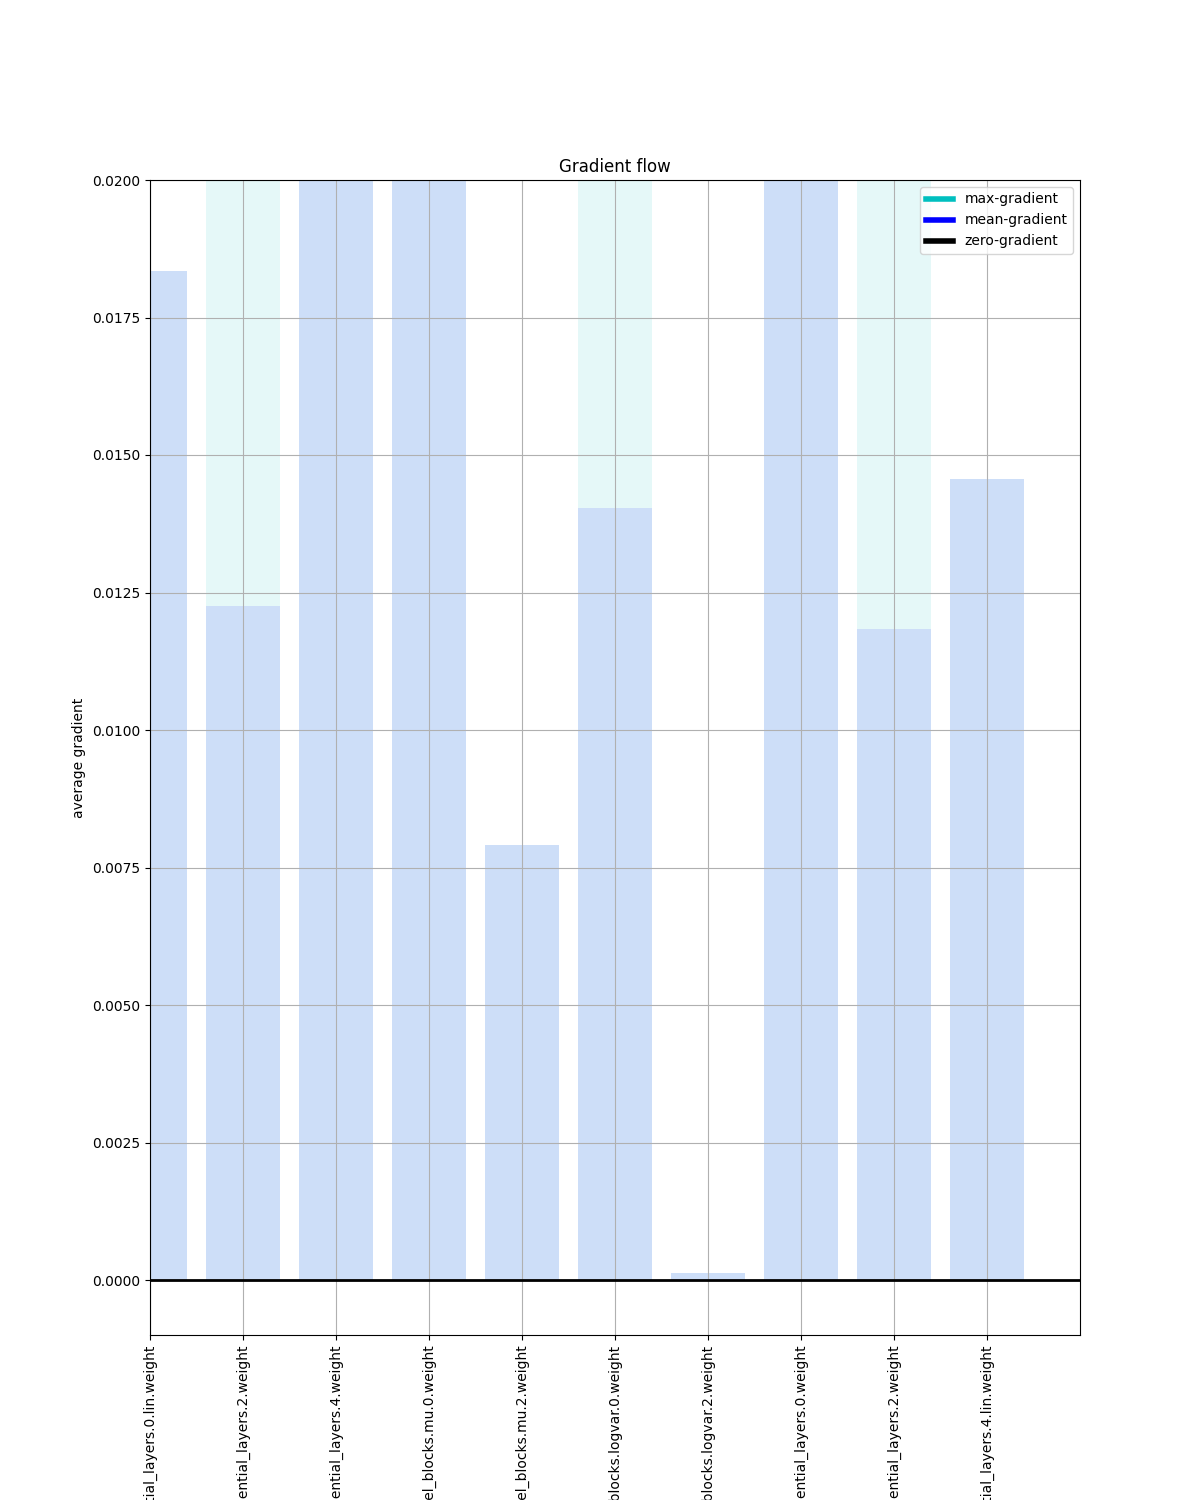 Gradient flow
max-gradient
mean-gradient
zero-gradient
0.0200
0.0175
0.0150
0.0125
0.0100
0.0075
0.0050
0.0025
0.0000
average gradient
tial_layers.0.lin.weight
ential_layers.2.weight
ential_layers.4.weight
el_blocks.mu.0.weight
el_blocks.mu.2.weight
blocks.logvar.0.weight
blocks.logvar.2.weight
ential_layers.0.weight
ential_layers.2.weight
tial_layers.4.lin.weight